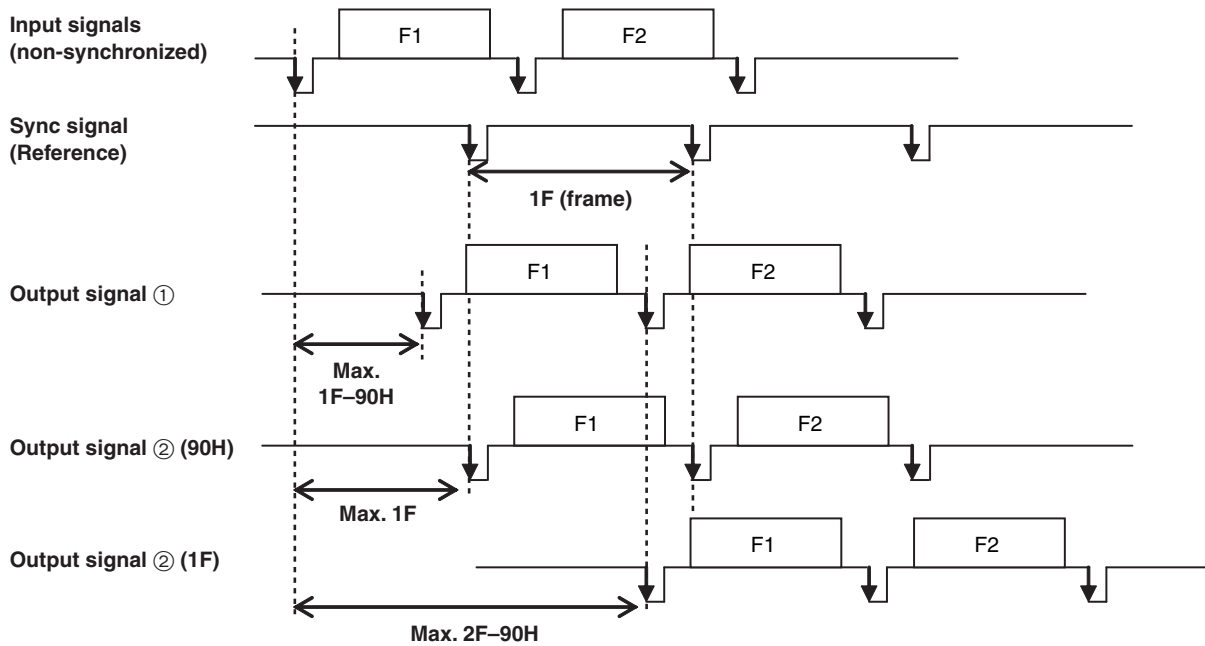 Input signals
(non-synchronized)
F1
F2
Sync signal
(Reference)
1F (frame)
Output signal ①
F1
F2
Max.
1F–90H
Output signal ② (90H)
F1
F2
Max. 1F
Output signal ② (1F)
F1
F2
Max. 2F–90H